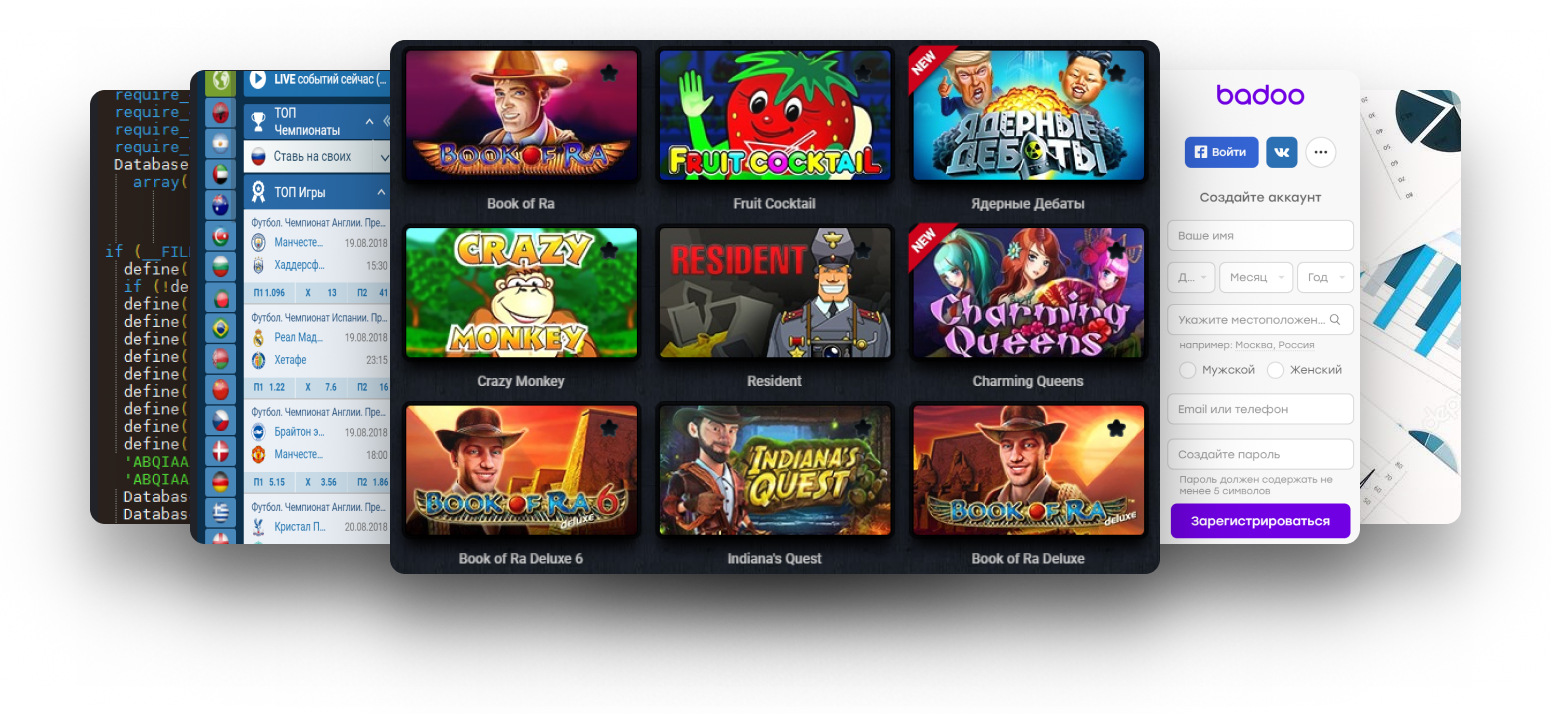 require_
require_
require_
require_
Database
array(
if (__FIL
define(
if (!de
define(
define(
define(
define(
define(
define(
define(
define(
define(
'ABQIAA
'ABQIAA
Databas
Databas
LIVE событий сейчас (...
ТОП
Чемпионаты
Ставь на своих
ТОП Игры
Футбол. Чемпионат Англии. Пре...
Манчесте... 19.08.2018
Хаддерсф... 15:30
П1 1.096 X 13 П2 41
Футбол. Чемпионат Испании. Пр...
Реал Мад... 19.08.2018
Хетафе 23:15
П1 1.22 X 7.6 П2 16
Футбол. Чемпионат Англии. Пре...
Брайтон э... 19.08.2018
Манчесте... 18:00
П1 5.15 X 3.56 П2 1.86
Футбол. Чемпионат Англии. Пре...
Кристал П... 20.08.2018
BOOK OF RA
Book of Ra
FRUIT COCKTAIL
Fruit Cocktail
NEW
ЯДЕРНЫЕ
ДЕБАТЫ
Ядерные Дебаты
CRAZY
MONKEY
Crazy Monkey
RESIDENT
Resident
NEW
Charming
Queens
Charming Queens
BOOK OF RA 6
deluxe
Book of Ra Deluxe 6
INDIANA'S
QUEST
Indiana's Quest
BOOK OF RA
deluxe
Book of Ra Deluxe
badoo
Войти
Создайте аккаунт
Ваше имя
Д... Месяц Год
Укажите местоположен...
например: Москва, Россия
Мужской Женский
Email или телефон
Создайте пароль
Пароль должен содержать не
менее 5 символов
Зарегистрироваться